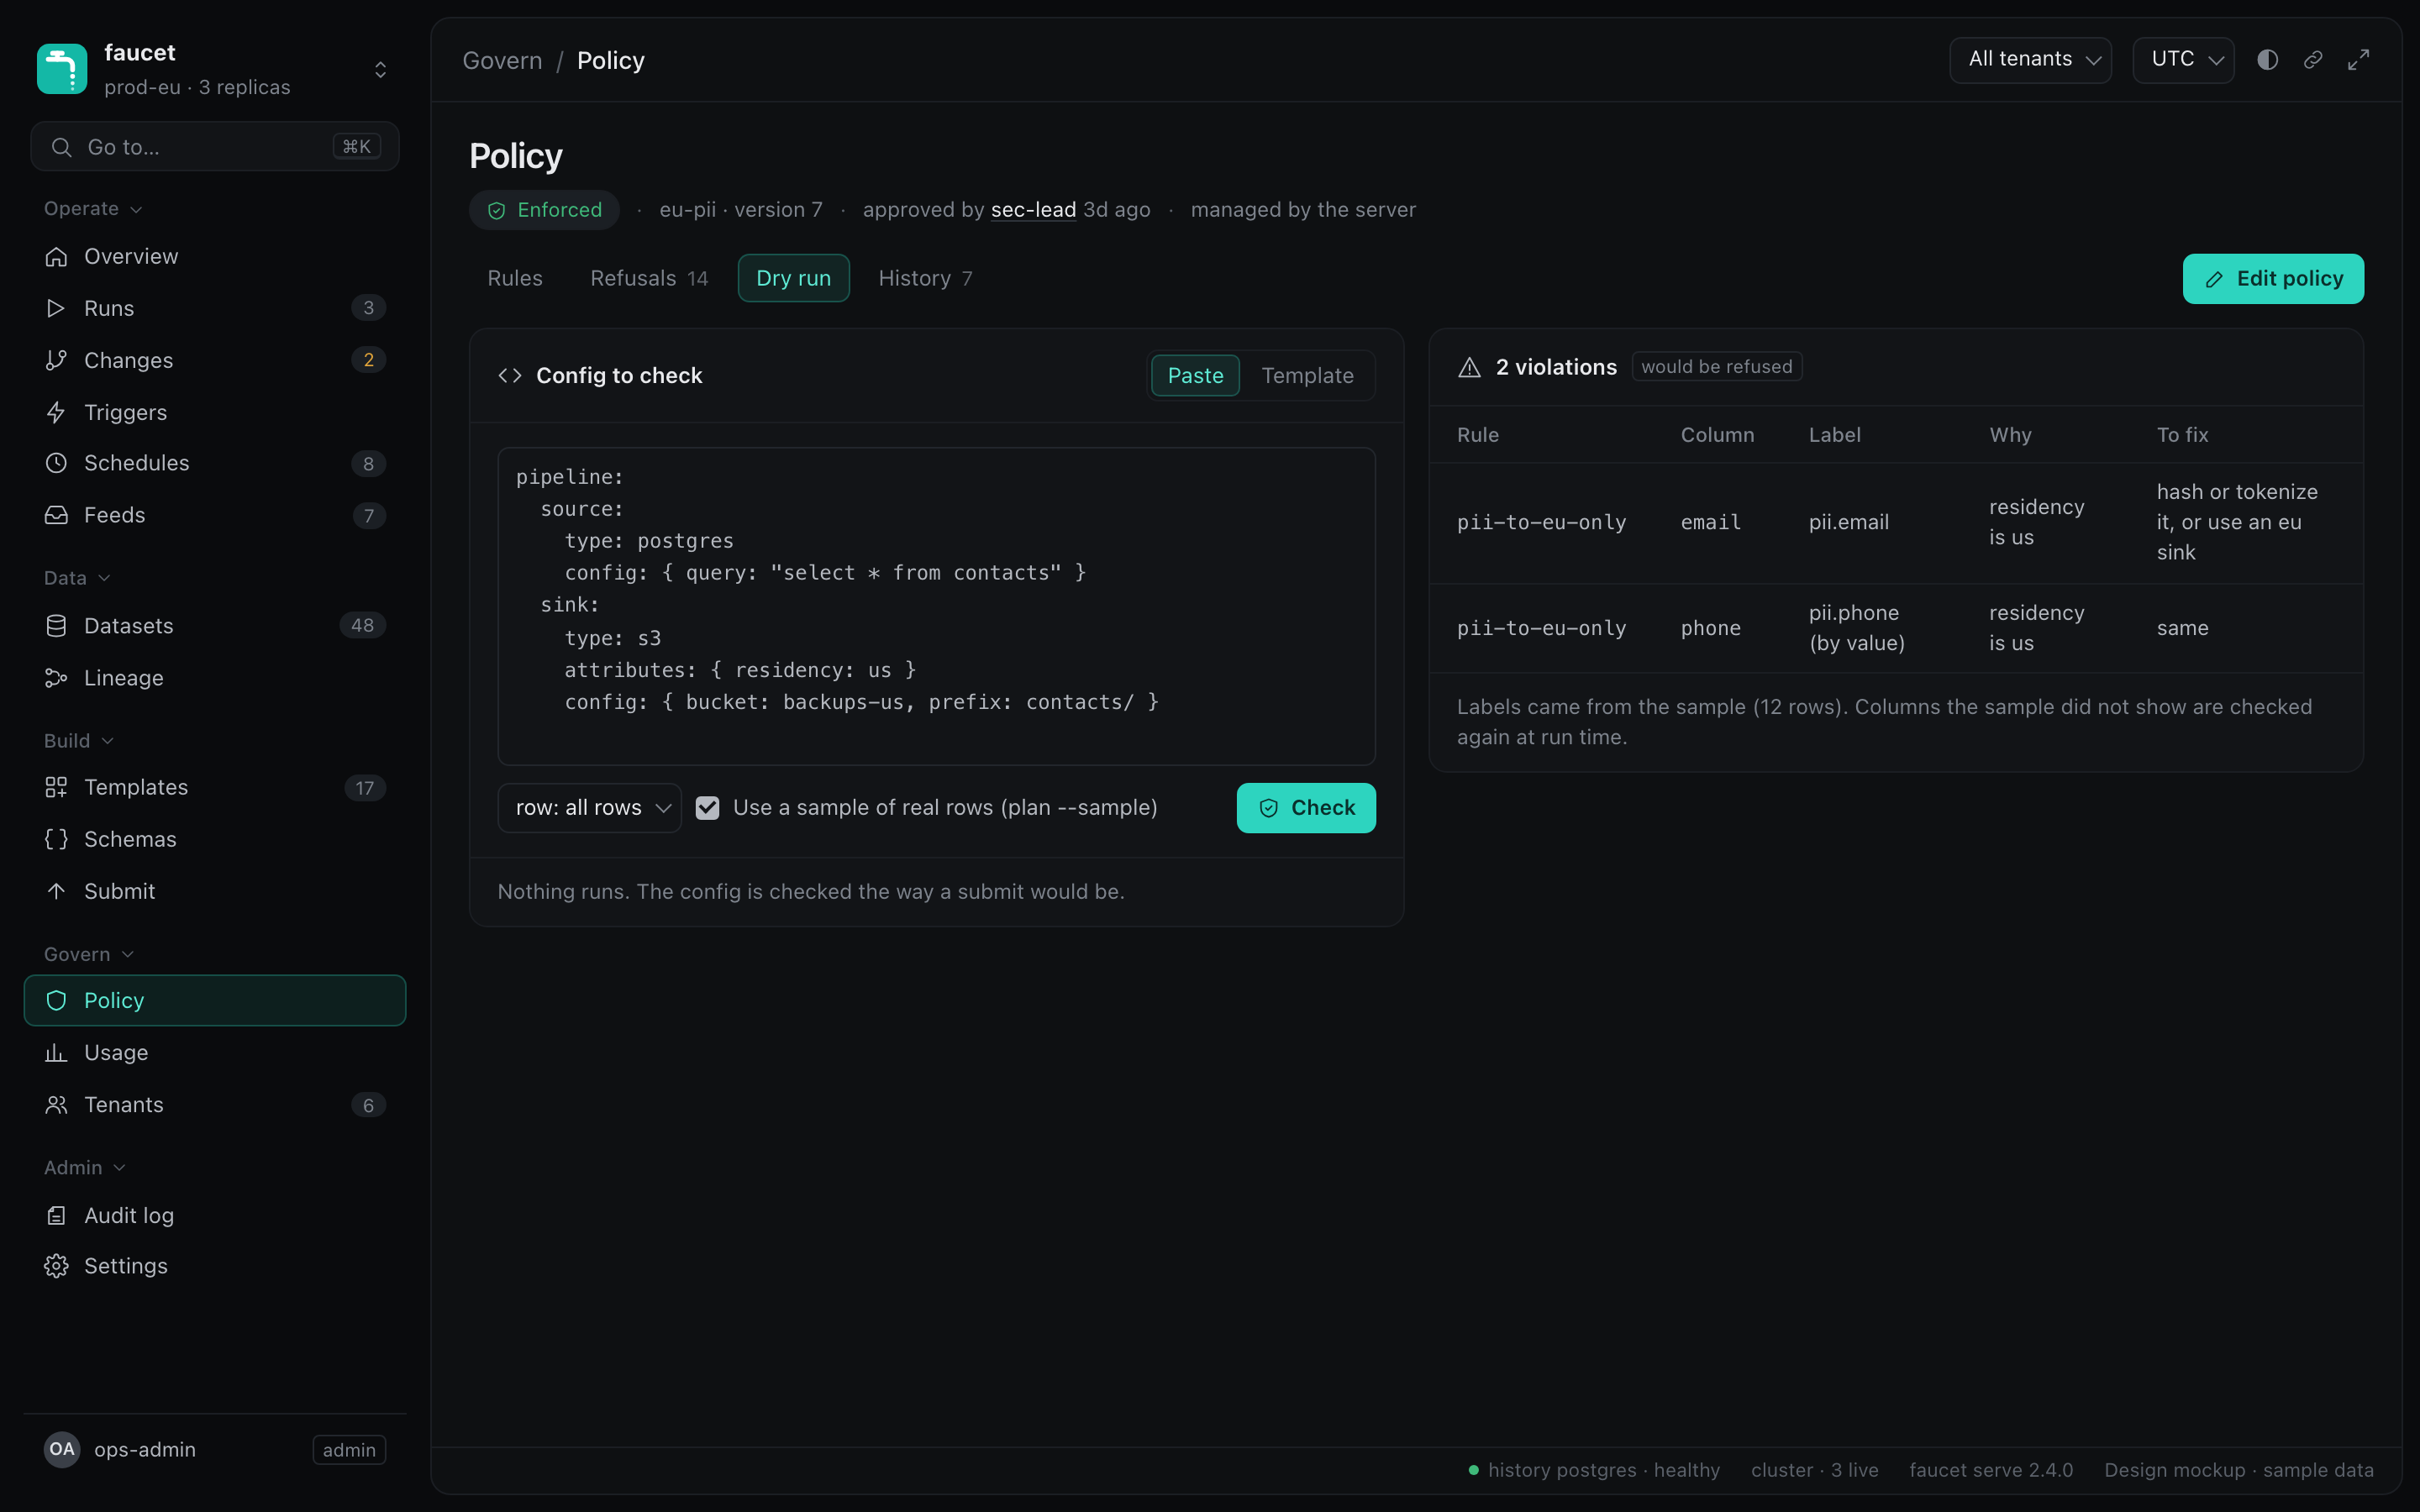 faucet
prod-eu · 3 replicas
Go to...
⌘K
Operate
Overview
Runs 3
Changes 2
Triggers
Schedules 8
Feeds 7
Data
Datasets 48
Lineage
Build
Templates 17
Schemas
Submit
Govern
Policy
Usage
Tenants 6
Admin
Audit log
Settings
OA ops-admin admin
Govern / Policy
All tenants
UTC
Policy
Enforced · eu-pii · version 7 · approved by sec-lead 3d ago · managed by the server
Rules
Refusals 14
Dry run
History 7
Edit policy
<> Config to check
Paste
Template
pipeline:
  source:
    type: postgres
    config: { query: "select * from contacts" }
  sink:
    type: s3
    attributes: { residency: us }
    config: { bucket: backups-us, prefix: contacts/ }
row: all rows
Use a sample of real rows (plan --sample)
Check
Nothing runs. The config is checked the way a submit would be.
2 violations would be refused
Rule Column Label Why To fix
pii-to-eu-only email pii.email residency is us hash or tokenize it, or use an eu sink
pii-to-eu-only phone pii.phone (by value) residency is us same
Labels came from the sample (12 rows). Columns the sample did not show are checked
again at run time.
history postgres · healthy
cluster · 3 live
faucet serve 2.4.0
Design mockup · sample data